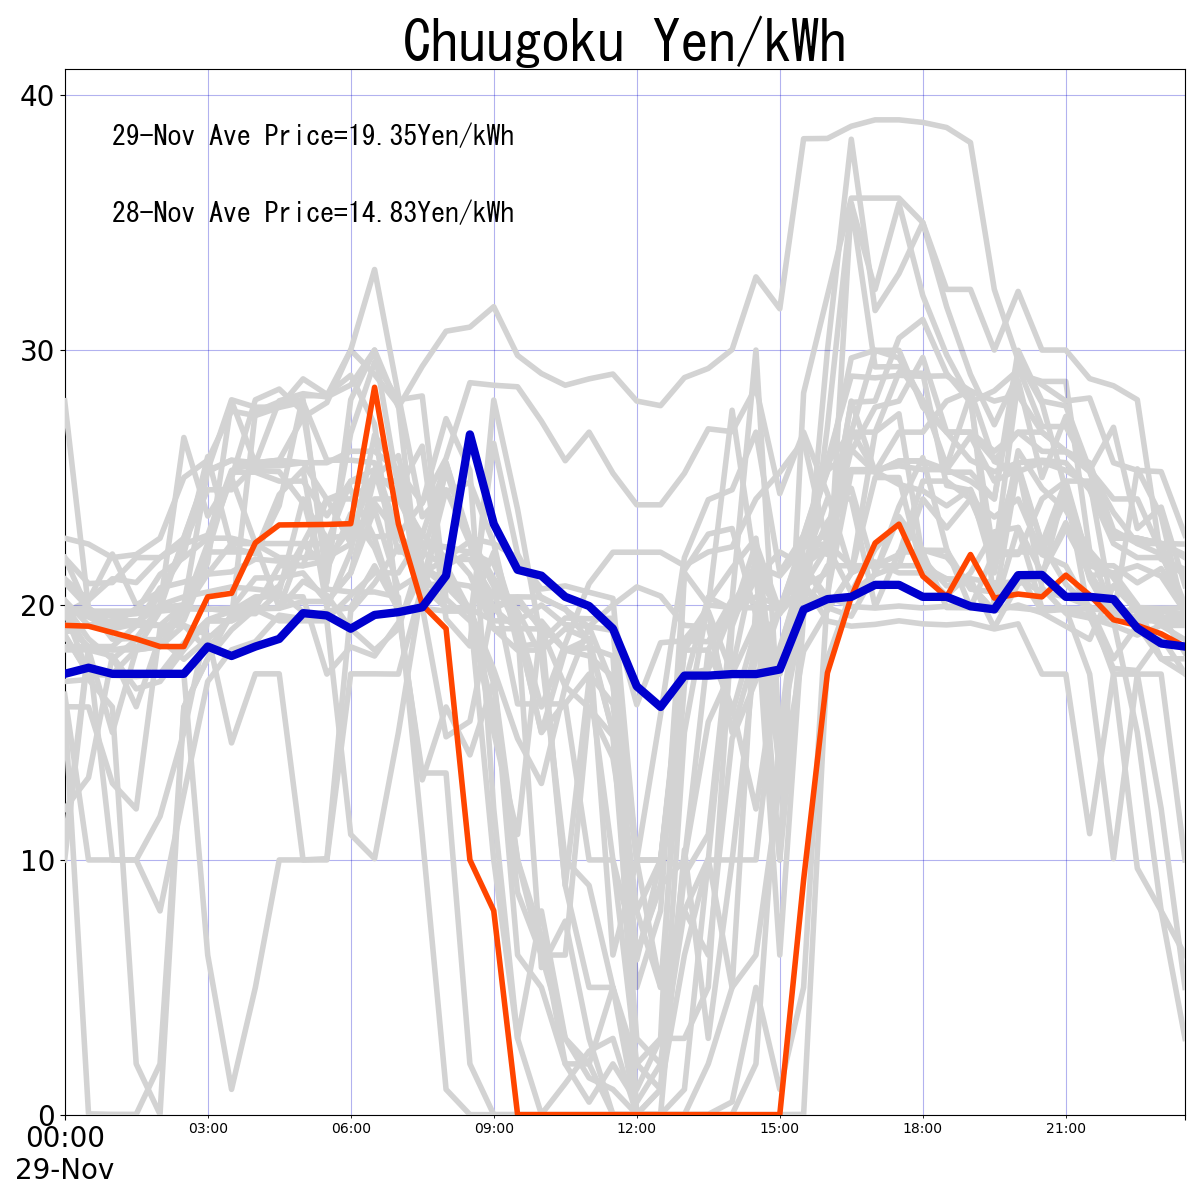 Chuugoku Yen/kWh
40
29-Nov Ave Price=19.35Yen/kWh
28-Nov Ave Price=14.83Yen/kWh
30
20
10
0
00:00 03:00 06:00 09:00 12:00 15:00 18:00 21:00
29-Nov